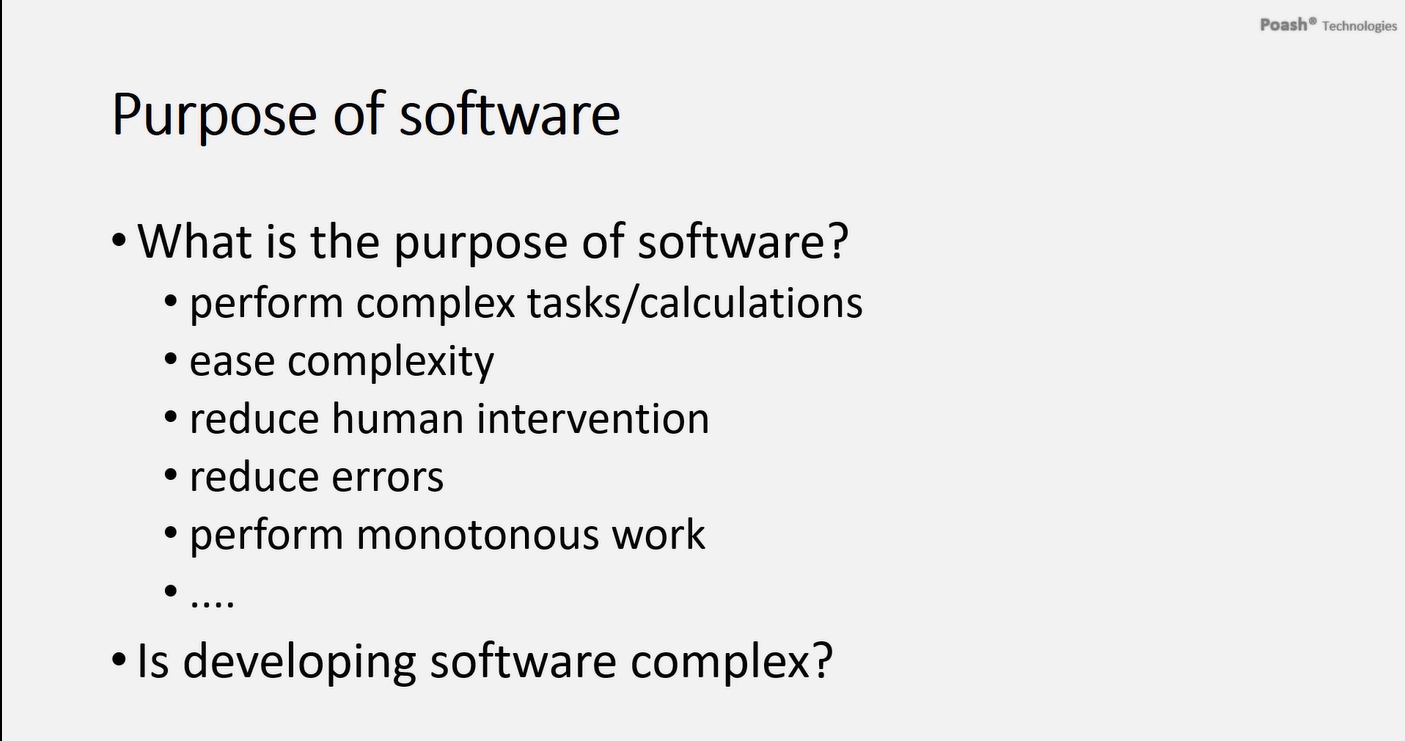 Poash® Technologies
Purpose of software
• What is the purpose of software?
• perform complex tasks/calculations
• ease complexity
• reduce human intervention
• reduce errors
• perform monotonous work
• ....
• Is developing software complex?